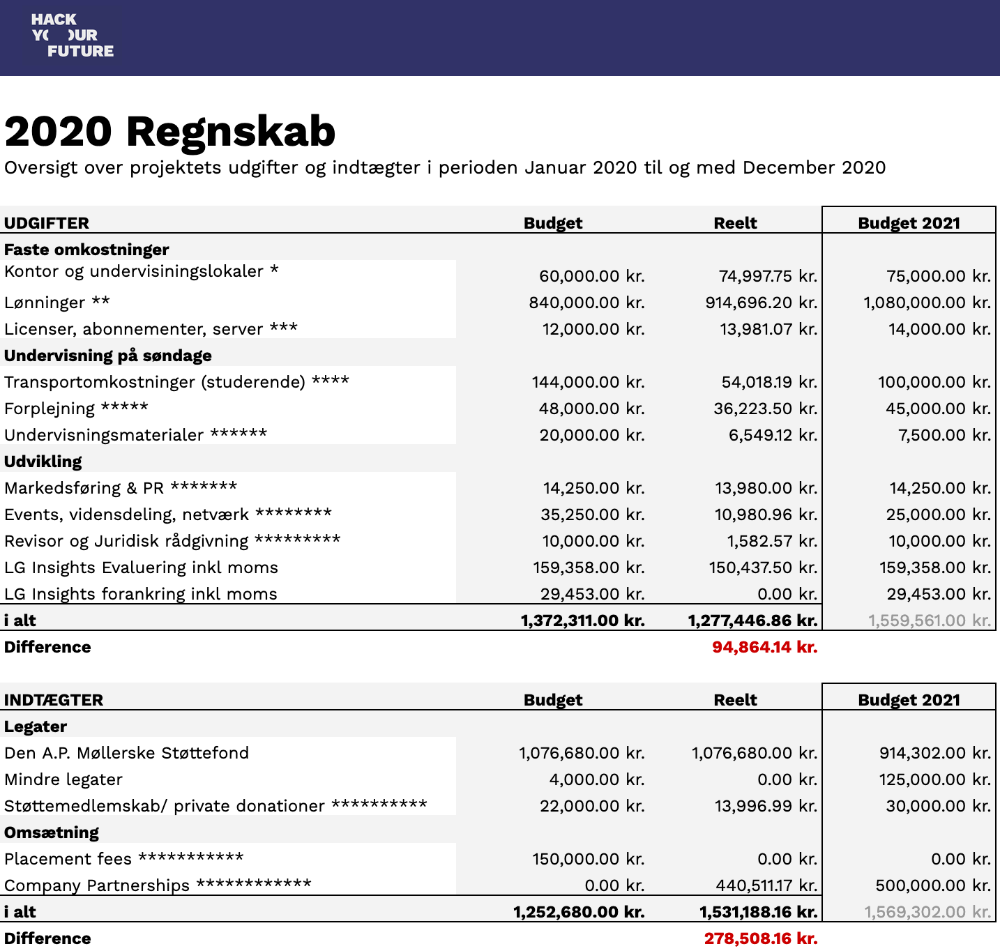 HACK
YOUR
FUTURE
2020 Regnskab
Oversigt over projektets udgifter og indtægter i perioden Januar 2020 til og med December 2020
UDGIFTER Budget Reelt Budget 2021
Faste omkostninger
Kontor og undervisiningslokaler * 60,000.00 kr. 74,997.75 kr. 75,000.00 kr.
Lønninger ** 840,000.00 kr. 914,696.20 kr. 1,080,000.00 kr.
Licenser, abonnementer, server *** 12,000.00 kr. 13,981.07 kr. 14,000.00 kr.
Undervisning på søndage
Transportomkostninger (studerende) **** 144,000.00 kr. 54,018.19 kr. 100,000.00 kr.
Forplejning ***** 48,000.00 kr. 36,223.50 kr. 45,000.00 kr.
Undervisningsmaterialer ****** 20,000.00 kr. 6,549.12 kr. 7,500.00 kr.
Udvikling
Markedsføring & PR ******* 14,250.00 kr. 13,980.00 kr. 14,250.00 kr.
Events, vidensdeling, netværk ******** 35,250.00 kr. 10,980.96 kr. 25,000.00 kr.
Revisor og Juridisk rådgivning ********* 10,000.00 kr. 1,582.57 kr. 10,000.00 kr.
LG Insights Evaluering inkl moms 159,358.00 kr. 150,437.50 kr. 159,358.00 kr.
LG Insights forankring inkl moms 29,453.00 kr. 0.00 kr. 29,453.00 kr.
i alt 1,372,311.00 kr. 1,277,446.86 kr. 1,559,561.00 kr.
Difference 94,864.14 kr.
INDTÆGTER Budget Reelt Budget 2021
Legater
Den A.P. Møllerske Støttefond 1,076,680.00 kr. 1,076,680.00 kr. 914,302.00 kr.
Mindre legater 4,000.00 kr. 0.00 kr. 125,000.00 kr.
Støttemedlemskab/ private donationer ********** 22,000.00 kr. 13,996.99 kr. 30,000.00 kr.
Omsætning
Placement fees *********** 150,000.00 kr. 0.00 kr. 0.00 kr.
Company Partnerships ************ 0.00 kr. 440,511.17 kr. 500,000.00 kr.
i alt 1,252,680.00 kr. 1,531,188.16 kr. 1,569,302.00 kr.
Difference 278,508.16 kr.